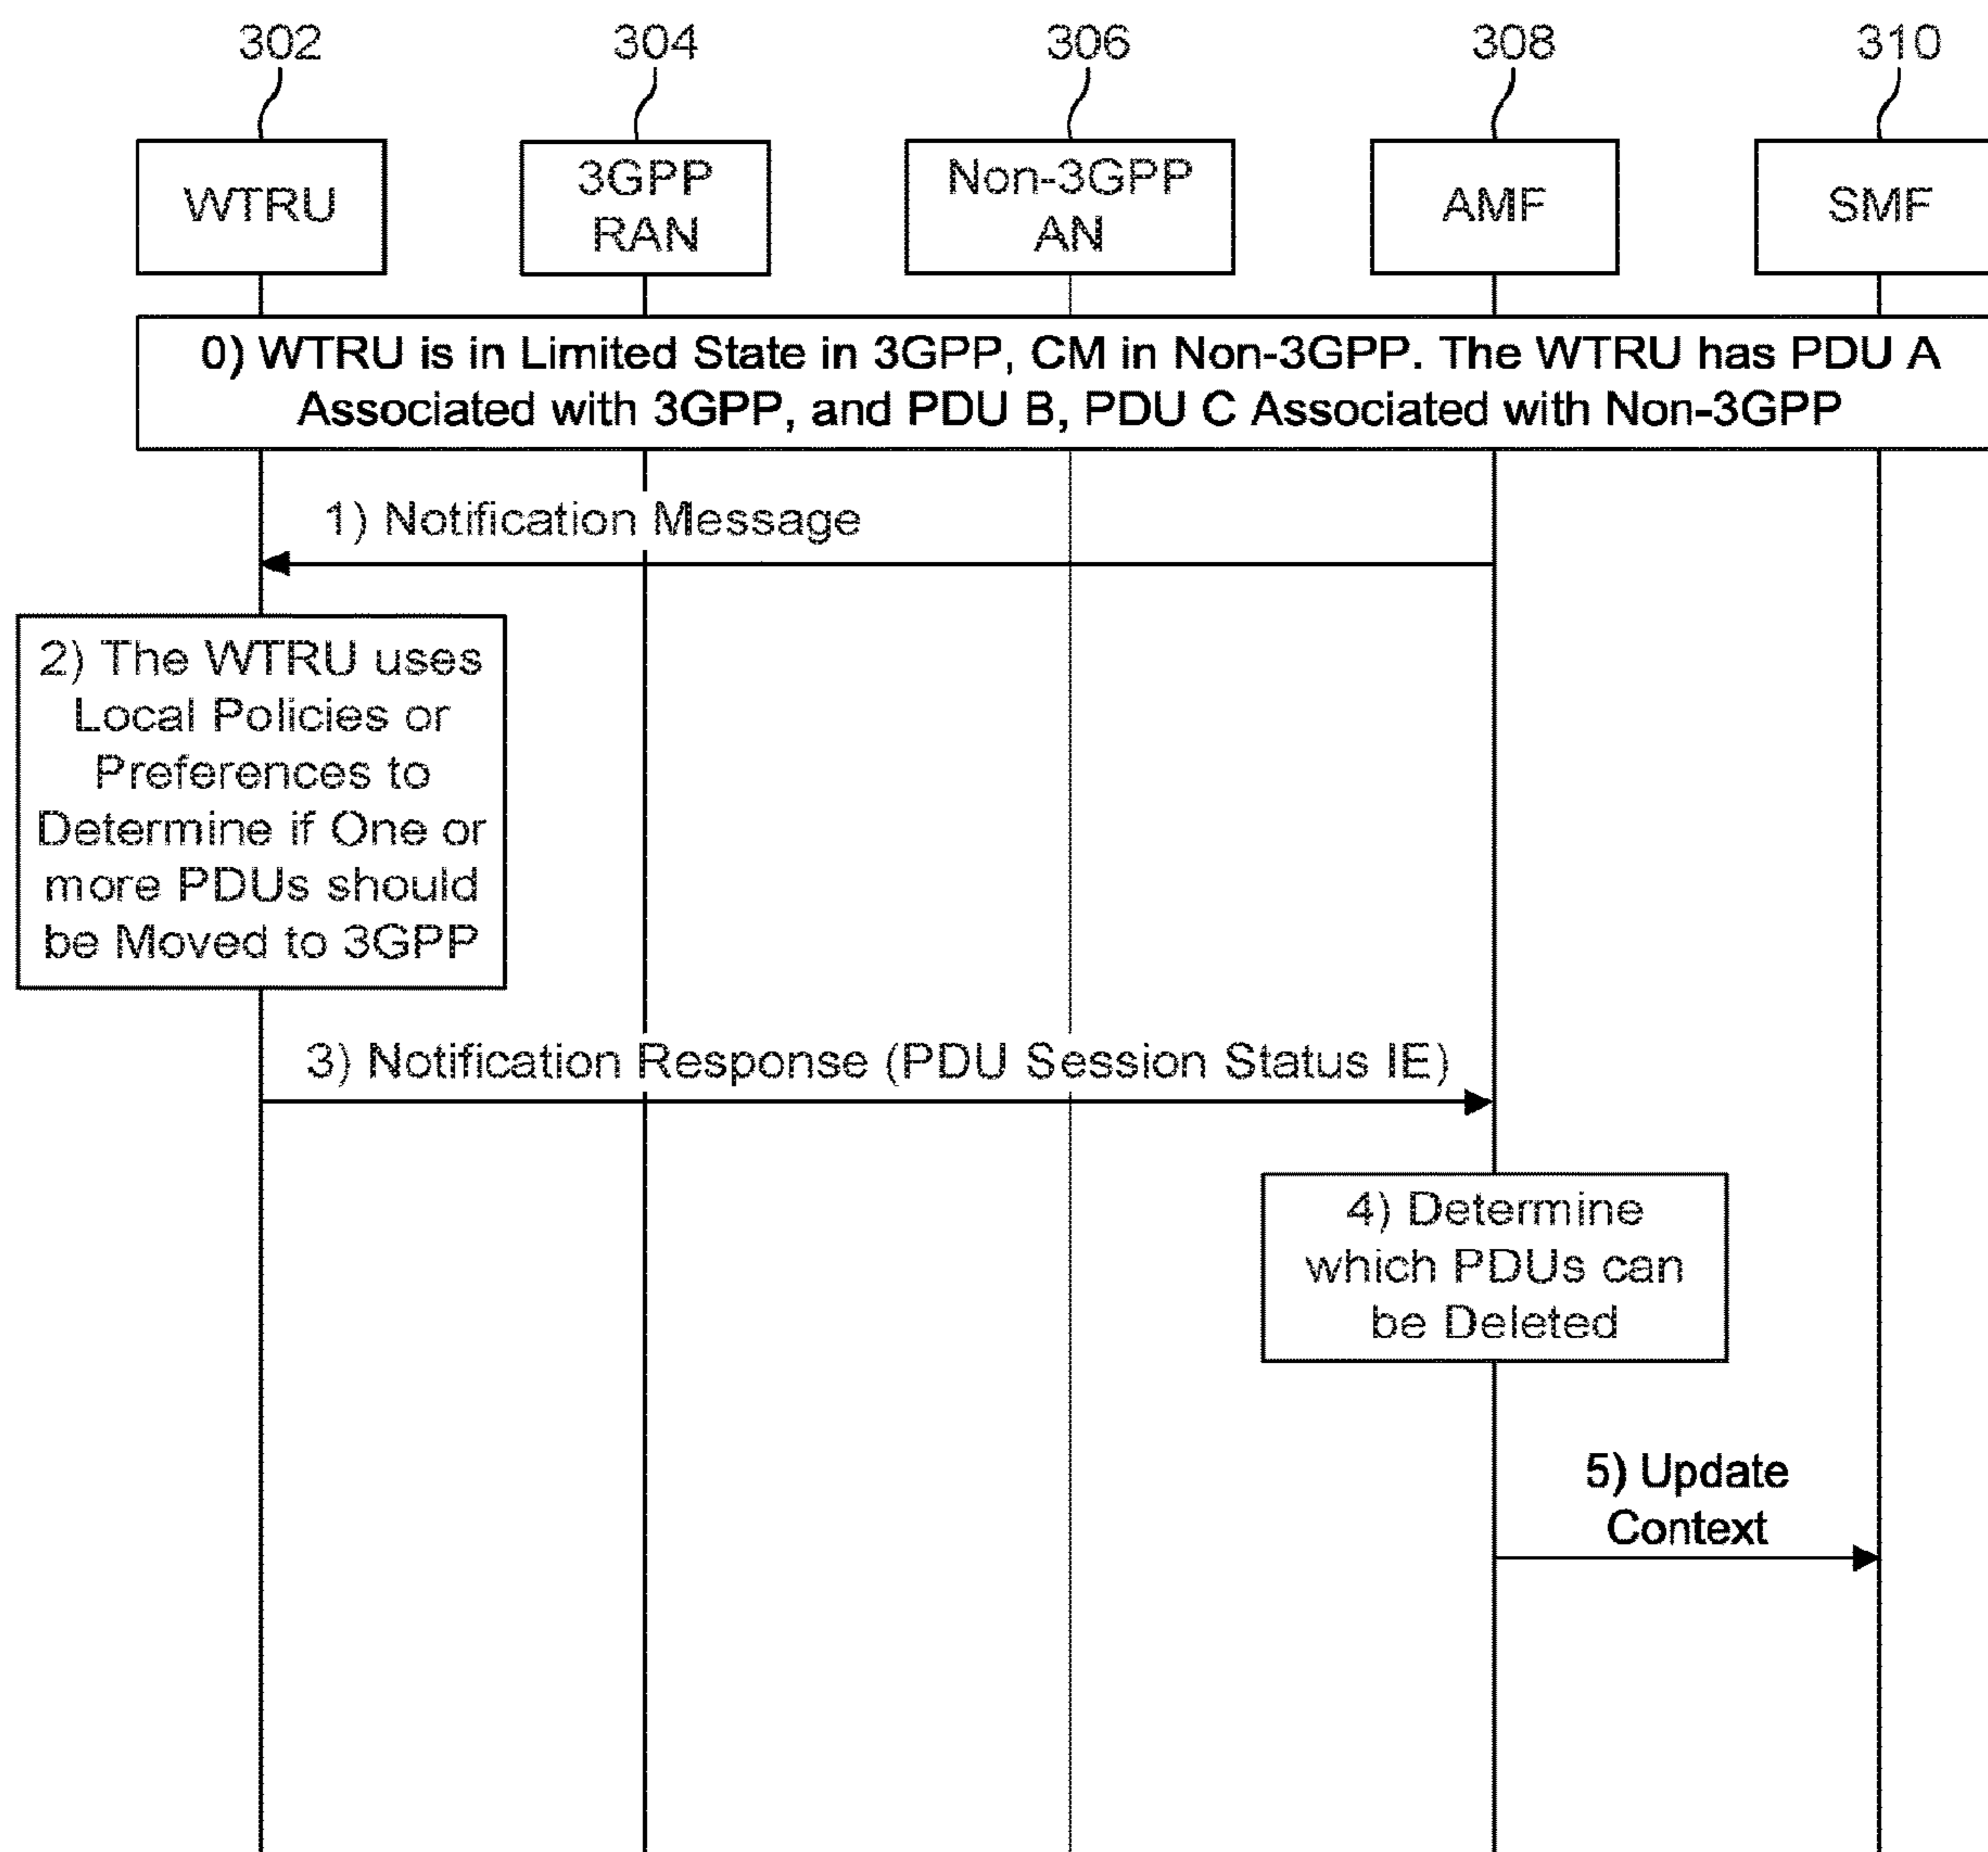 302
304
306
308
310
WTRU
3GPP
RAN
Non-3GPP
AN
AMF
SMF
0) WTRU is in Limited State in 3GPP, CM in Non-3GPP. The WTRU has PDU A
Associated with 3GPP, and PDU B, PDU C Associated with Non-3GPP
1) Notification Message
2) The WTRU uses
Local Policies or
Preferences to
Determine if One or
more PDUs should
be Moved to 3GPP
3) Notification Response (PDU Session Status IE)
4) Determine
which PDUs can
be Deleted
5) Update
Context